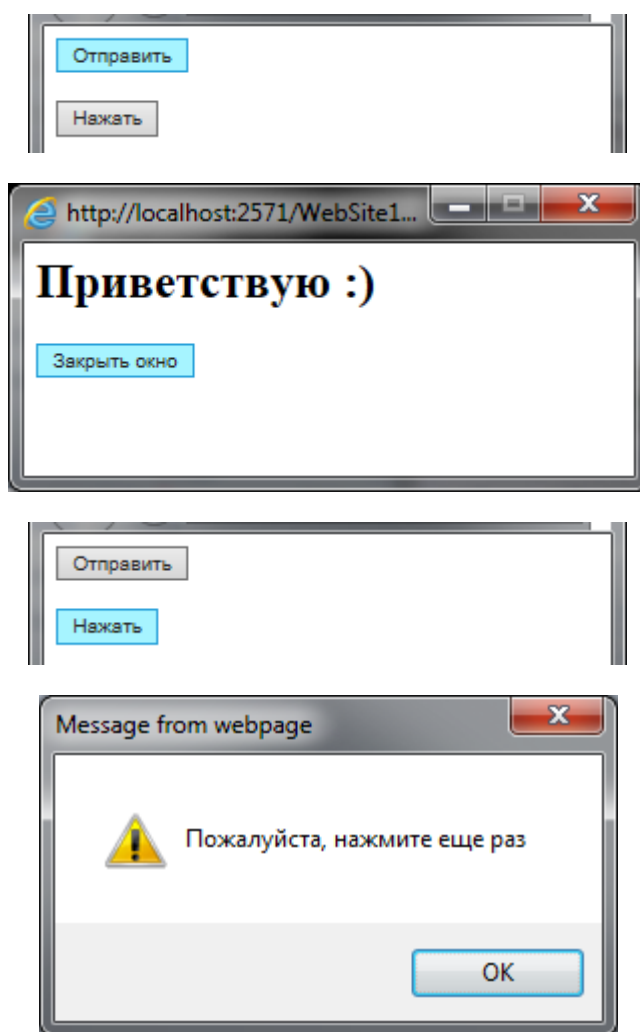 Отправить
Нажать
http://localhost:2571/WebSite1...
Приветствую :)
Закрыть окно
Отправить
Нажать
Message from webpage
Пожалуйста, нажмите еще раз
OK